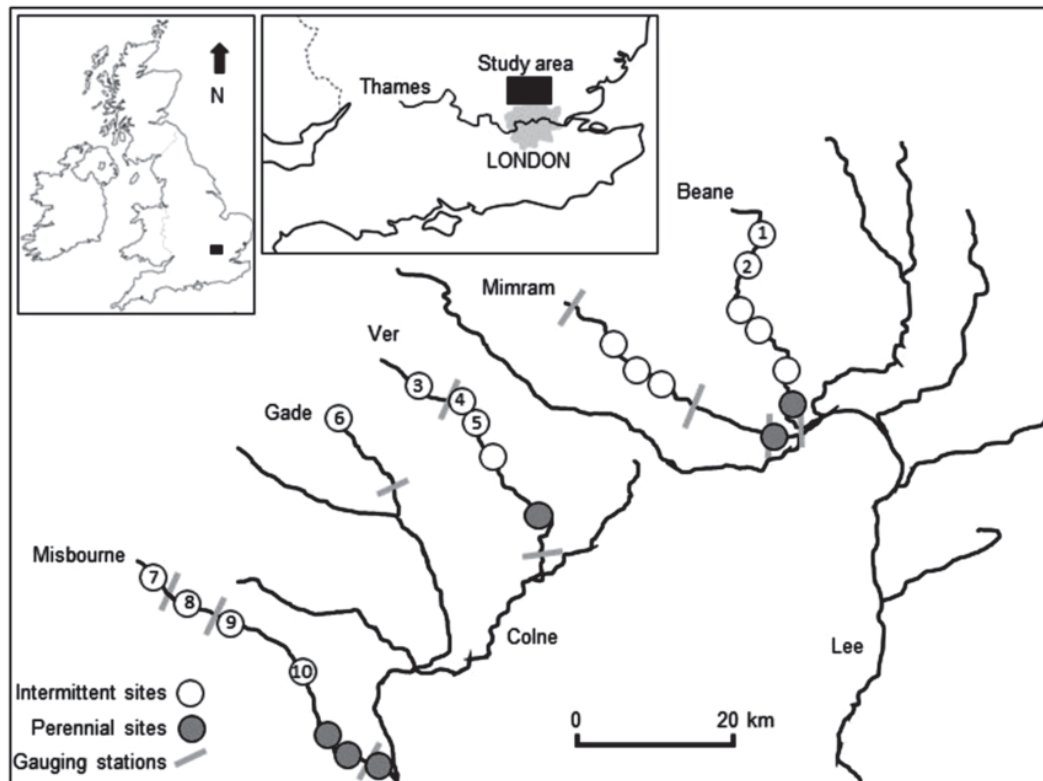 N
Thames
Study area
LONDON
Beane
1
2
Mimram
Ver
3
4
5
Gade
6
Misbourne
7
8
9
10
Colne
Lee
Intermittent sites
Perennial sites
Gauging stations
0 20 km